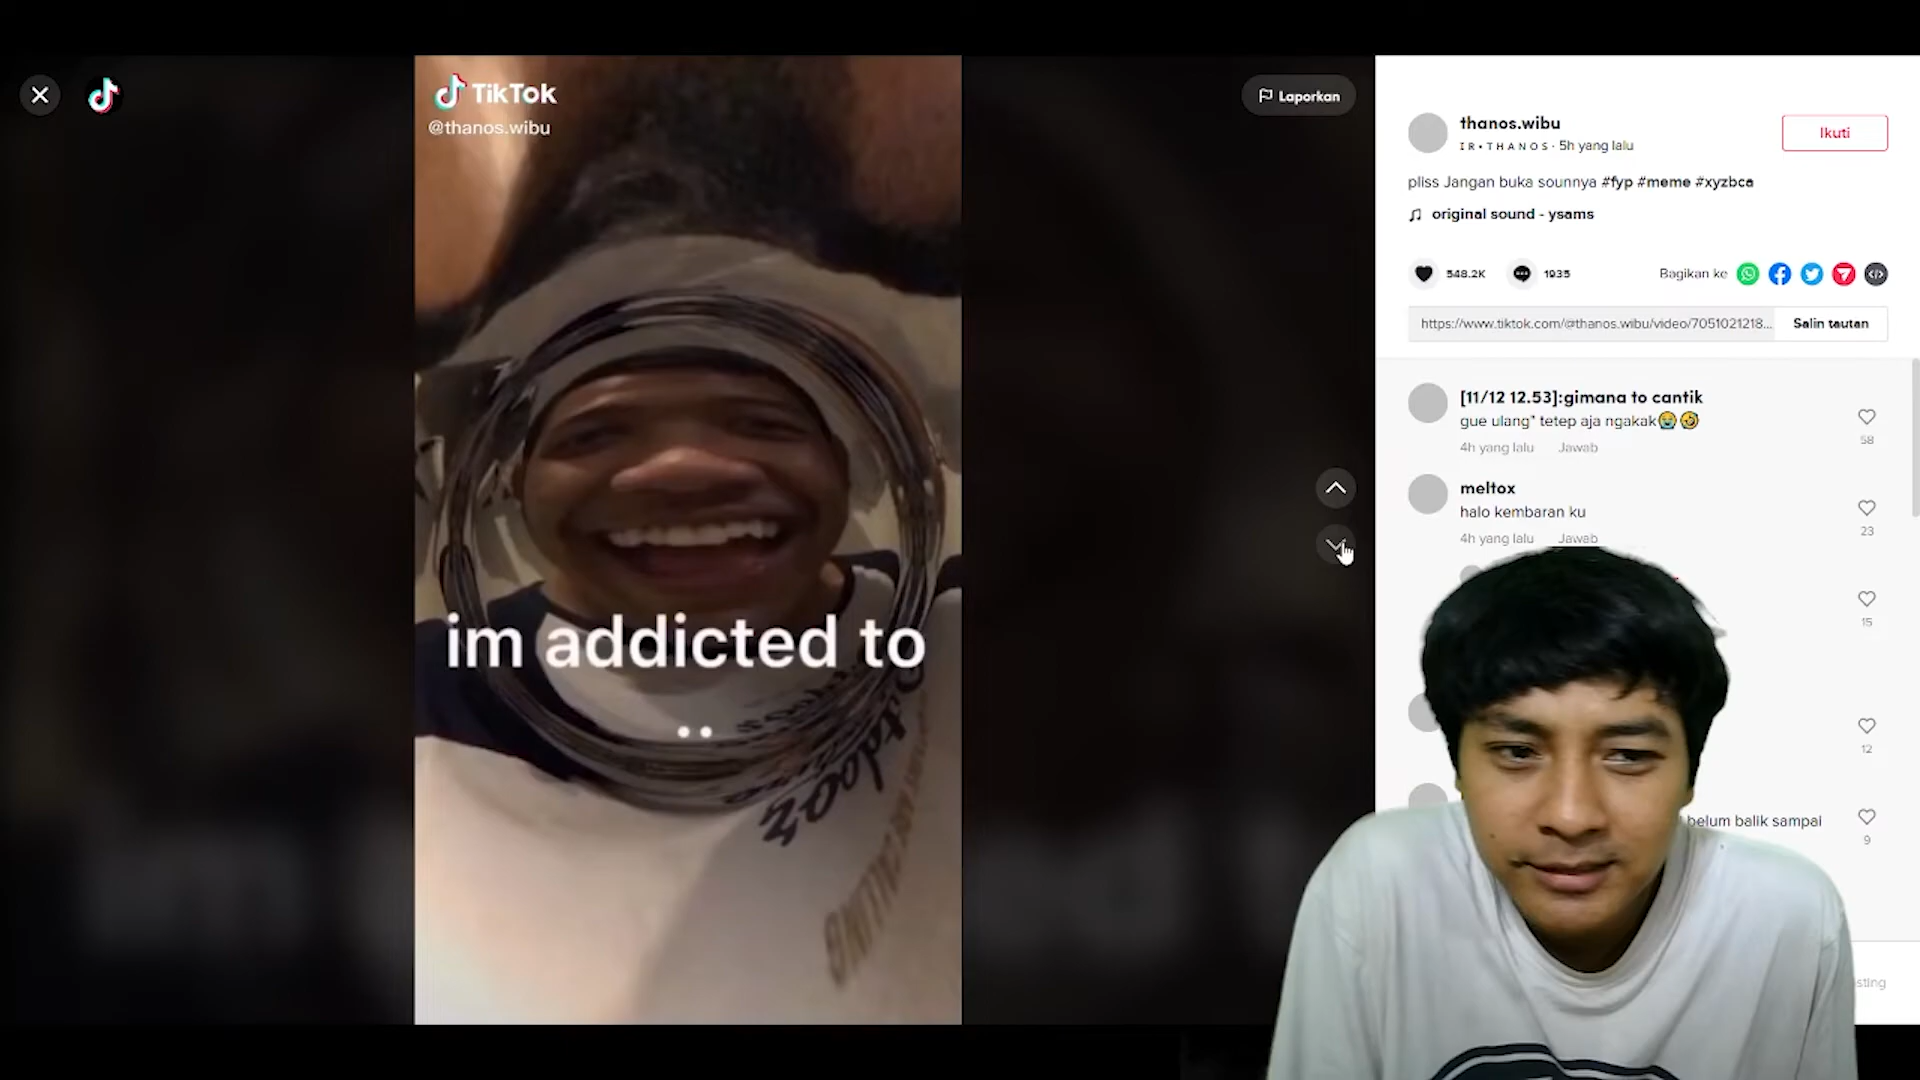 TikTok
@thanos.wibu
im addicted to
..
Laporkan
thanos.wibu
Ikuti
IR•THANOS · 5h yang lalu
pliss Jangan buka sounnya #fyp #meme #xyzbca
original sound - ysams
548.2K
1935
Bagikan ke
https://www.tiktok.com/@thanos.wibu/video/7051021218...
Salin tautan
[11/12 12.53]:gimana to cantik
gue ulang" tetep aja ngakak😭🤣
58
4h yang lalu
Jawab
meltox
halo kembaran ku
23
4h yang lalu
Jawab
15
12
belum balik sampai
9